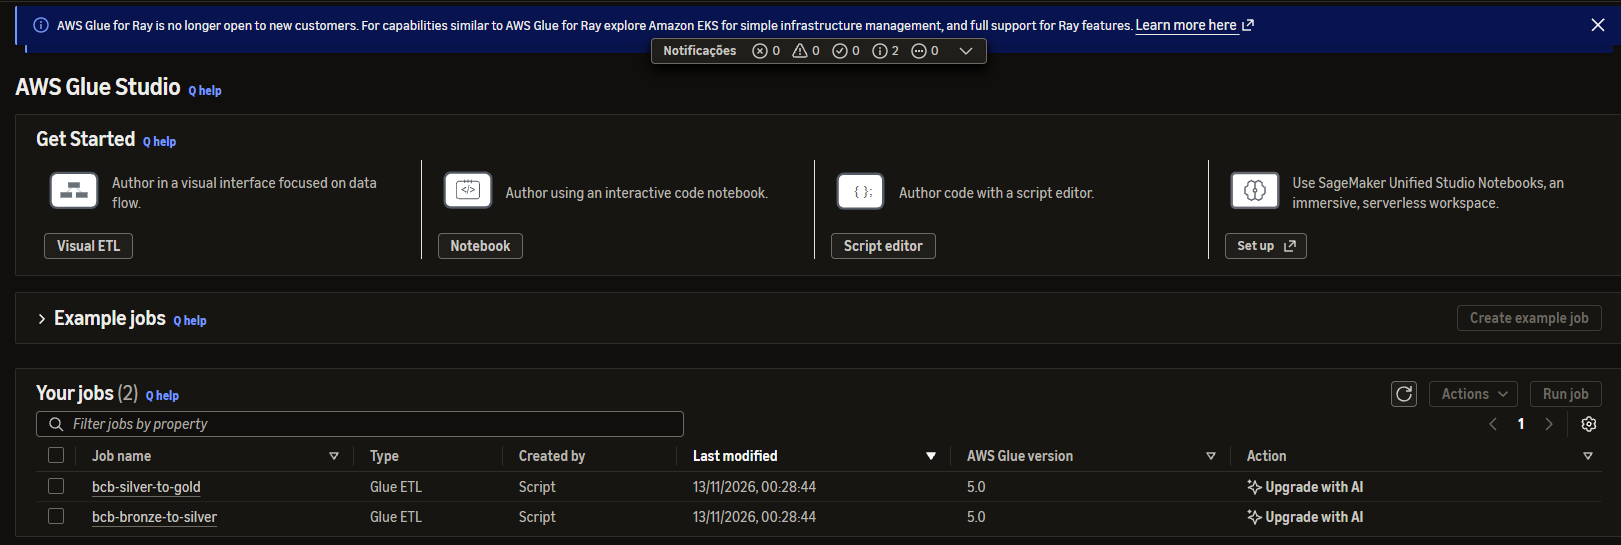 AWS Glue for Ray is no longer open to new customers. For capabilities similar to AWS Glue for Ray explore Amazon EKS for simple infrastructure management, and full support for Ray features. Learn more here
Notificações 0 0 0 2 0
AWS Glue Studio Q help
Get Started Q help
Author in a visual interface focused on data
flow.
Visual ETL
Author using an interactive code notebook.
Notebook
Author code with a script editor.
Script editor
Use SageMaker Unified Studio Notebooks, an
immersive, serverless workspace.
Set up
Example jobs Q help
Create example job
Your jobs (2) Q help
Actions Run job
Filter jobs by property
1
Job name Type Created by Last modified AWS Glue version Action
bcb-silver-to-gold Glue ETL Script 13/11/2026, 00:28:44 5.0 Upgrade with AI
bcb-bronze-to-silver Glue ETL Script 13/11/2026, 00:28:44 5.0 Upgrade with AI